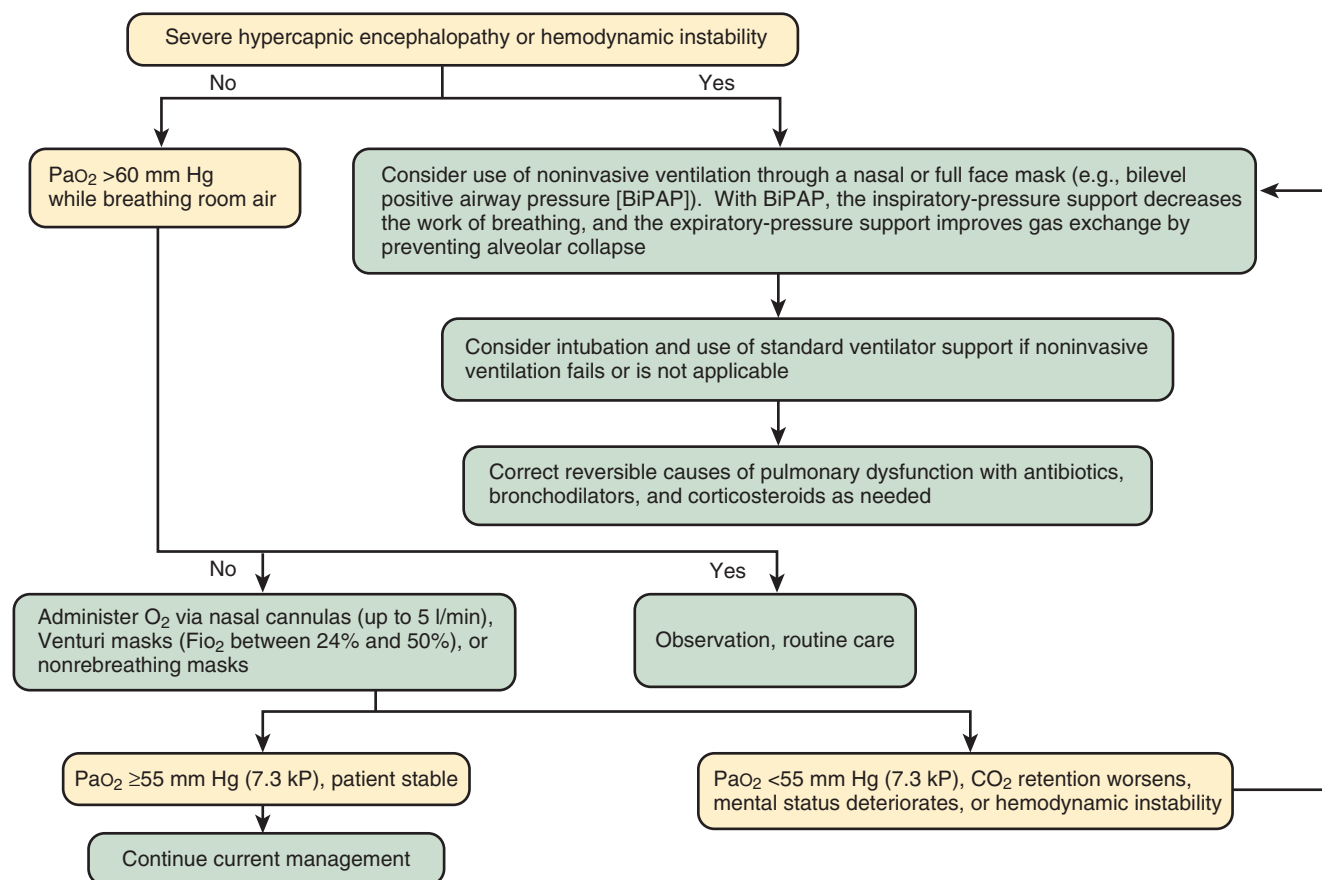 Severe hypercapnic encephalopathy or hemodynamic instability
No
Yes
PaO₂ >60 mm Hg
while breathing room air
Consider use of noninvasive ventilation through a nasal or full face mask (e.g., bilevel
positive airway pressure [BiPAP]). With BiPAP, the inspiratory-pressure support decreases
the work of breathing, and the expiratory-pressure support improves gas exchange by
preventing alveolar collapse
Consider intubation and use of standard ventilator support if noninvasive
ventilation fails or is not applicable
Correct reversible causes of pulmonary dysfunction with antibiotics,
bronchodilators, and corticosteroids as needed
No
Yes
Administer O₂ via nasal cannulas (up to 5 l/min),
Venturi masks (Fio₂ between 24% and 50%), or
nonrebreathing masks
Observation, routine care
PaO₂ ≥55 mm Hg (7.3 kP), patient stable
PaO₂ <55 mm Hg (7.3 kP), CO₂ retention worsens,
mental status deteriorates, or hemodynamic instability
Continue current management